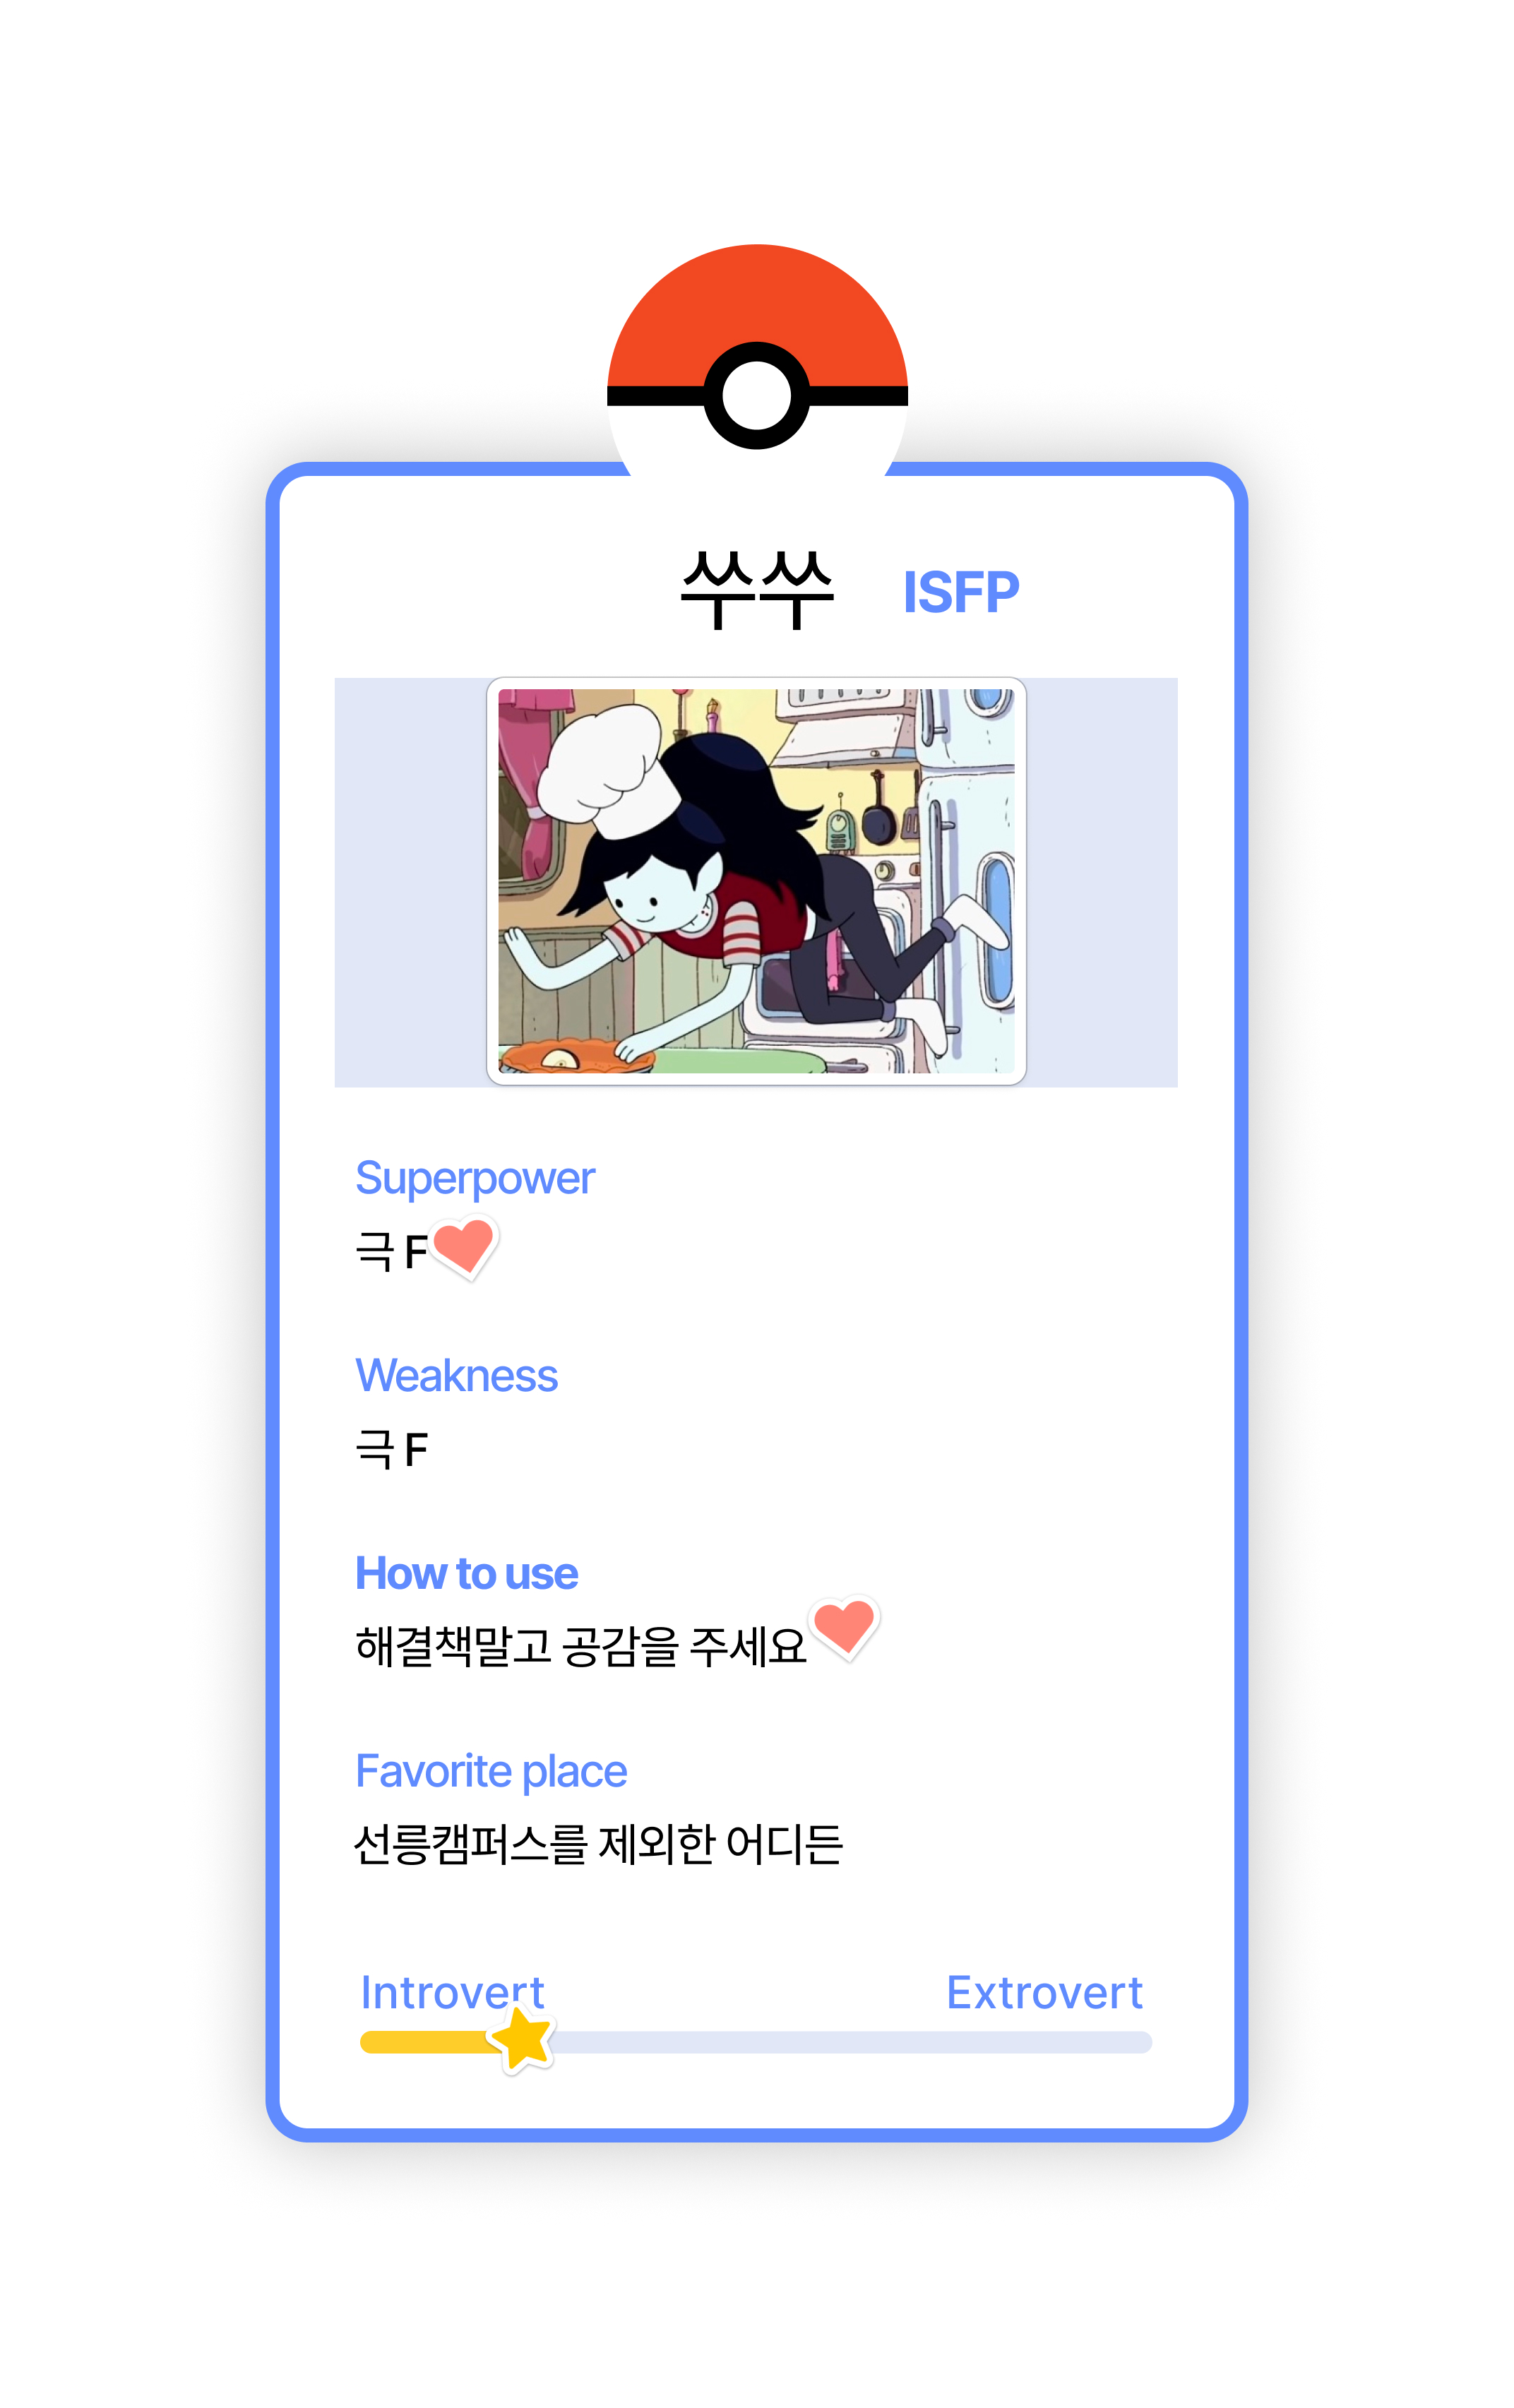 쑤쑤 ISFP
Superpower
극 F
Weakness
극 F
How to use
해결책말고 공감을 주세요
Favorite place
선릉캠퍼스를 제외한 어디든
Introvert Extrovert